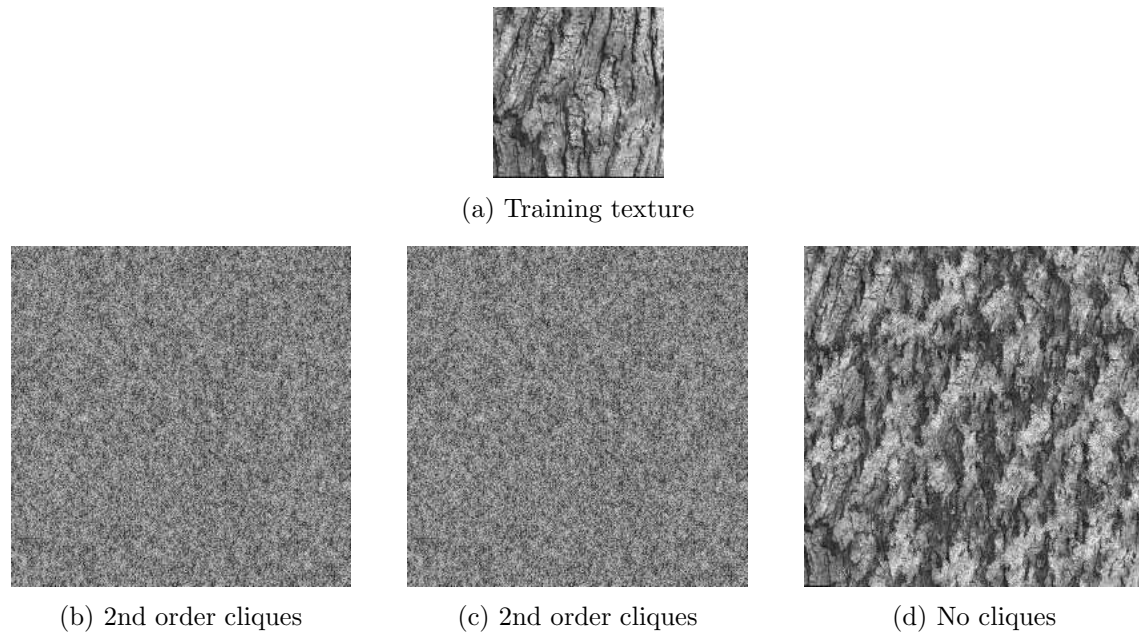 (a) Training texture
(b) 2nd order cliques
(c) 2nd order cliques
(d) No cliques